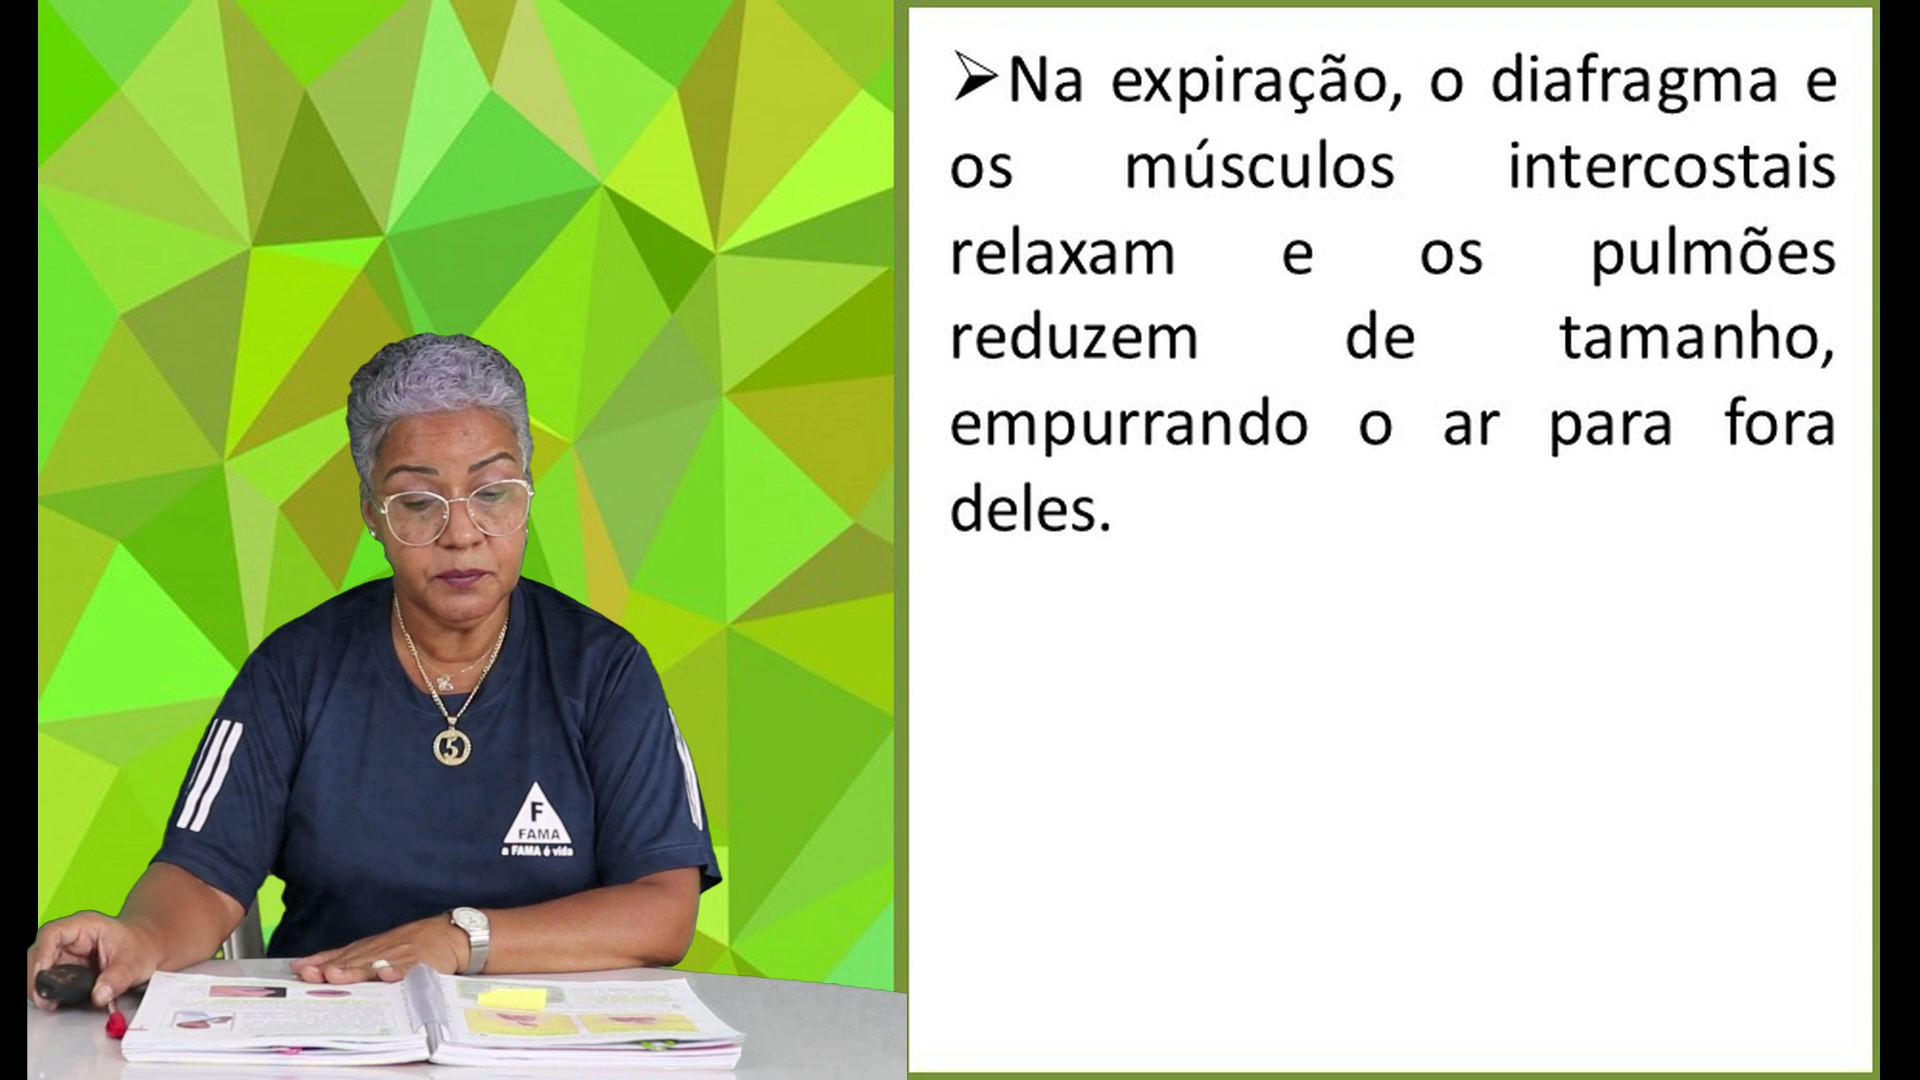 ➢Na expiração, o diafragma e
os músculos intercostais
relaxam e os pulmões
reduzem de tamanho,
empurrando o ar para fora
deles.
5
F
FAMA
a FAMA é vida